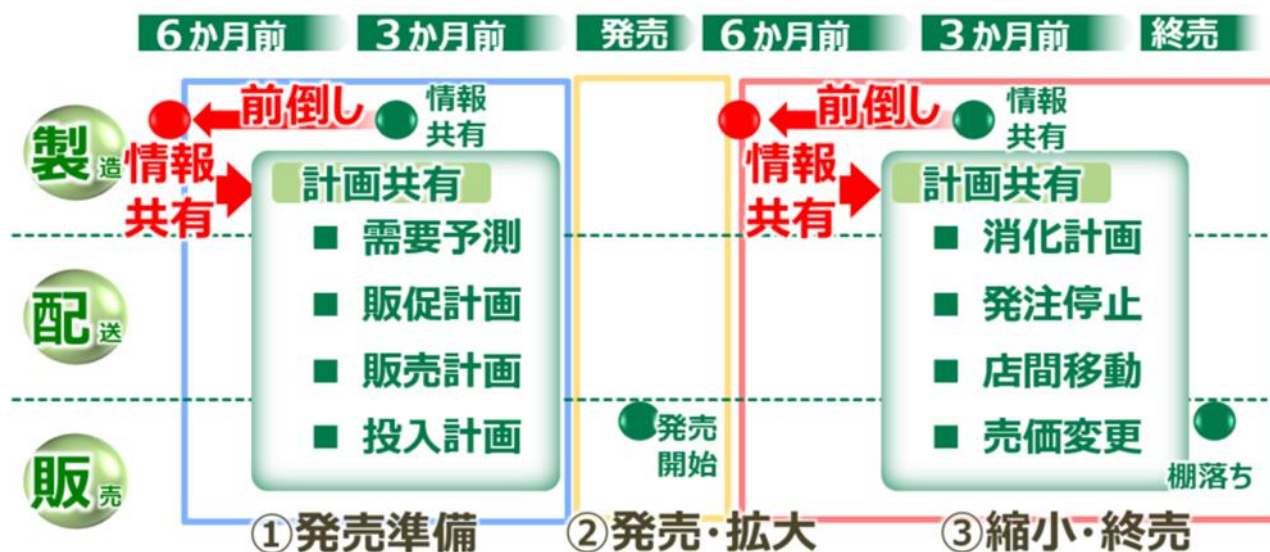 6か月前 3か月前 発売 6か月前 3か月前 終売
製造
前倒し
情報
共有
情報
共有
計画共有
■ 需要予測
■ 販促計画
■ 販売計画
■ 投入計画
前倒し
情報
共有
情報
共有
計画共有
■ 消化計画
■ 発注停止
■ 店間移動
■ 売価変更
配送
販売
発売
開始
棚落ち
①発売準備 ②発売・拡大 ③縮小・終売